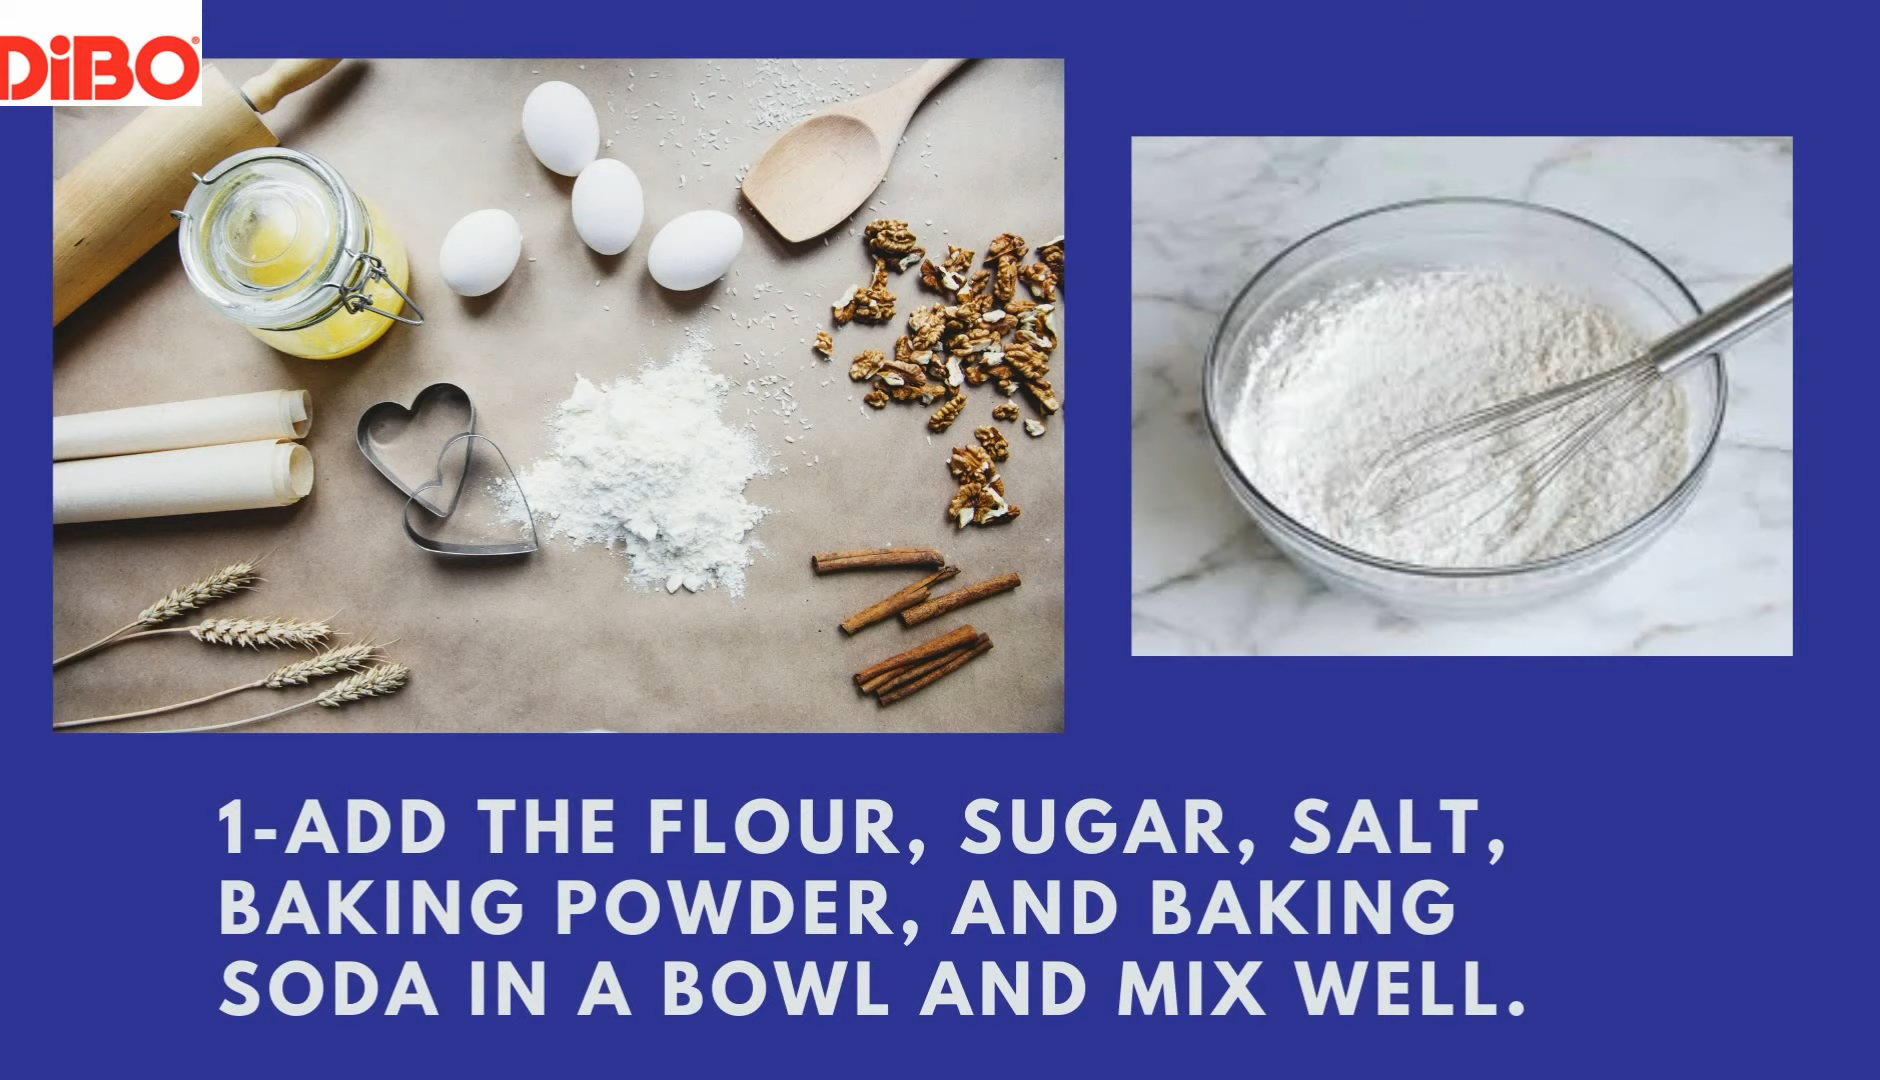 DiBO®
1-ADD THE FLOUR, SUGAR, SALT,
BAKING POWDER, AND BAKING
SODA IN A BOWL AND MIX WELL.